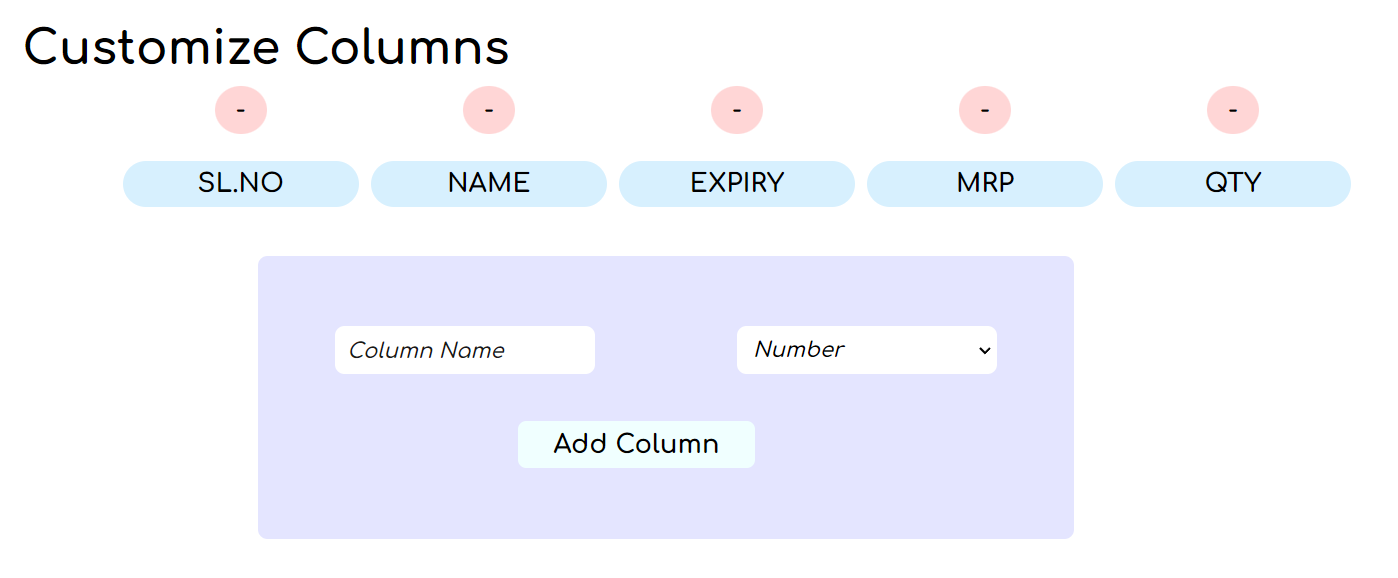 Customize Columns
- - - - -
SL.NO NAME EXPIRY MRP QTY
Column Name Number
Add Column